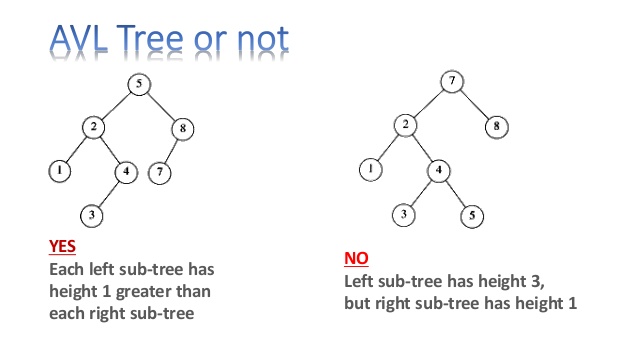 AVL Tree or not
5
2
8
1
4
7
3
YES
Each left sub-tree has
height 1 greater than
each right sub-tree
7
2
8
1
4
3
5
NO
Left sub-tree has height 3,
but right sub-tree has height 1